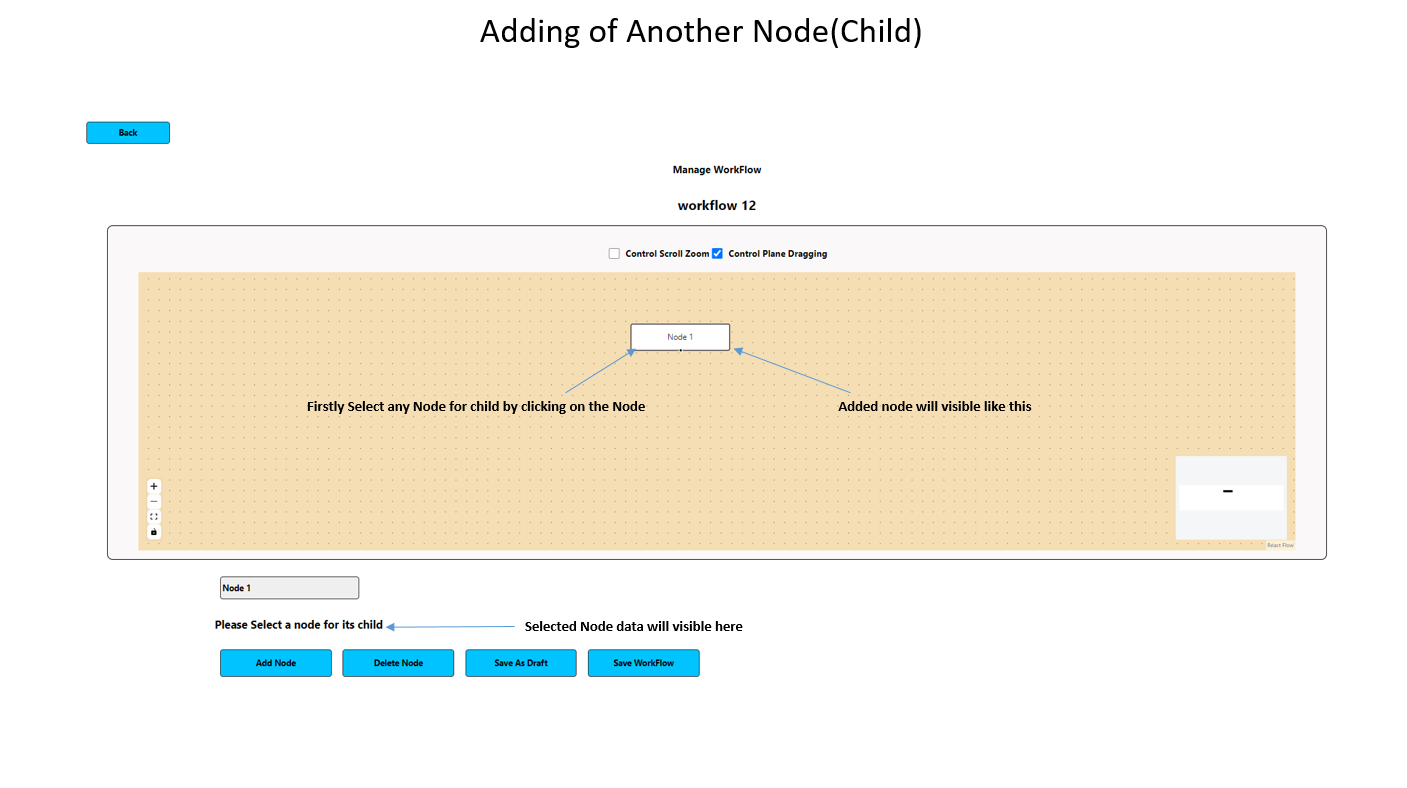 Adding of Another Node(Child)
Back
Manage WorkFlow
workflow 12
Control Scroll Zoom Control Plane Dragging
Node 1
Firstly Select any Node for child by clicking on the Node
Added node will visible like this
React Flow
Node 1
Please Select a node for its child
Selected Node data will visible here
Add Node
Delete Node
Save As Draft
Save WorkFlow